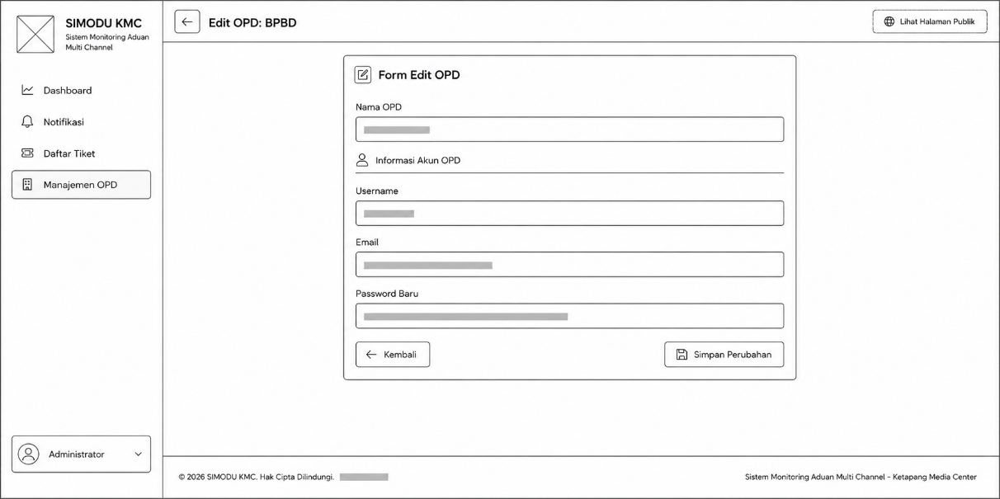 SIMODU KMC
Sistem Monitoring Aduan
Multi Channel
Dashboard
Notifikasi
Daftar Tiket
Manajemen OPD
Administrator
Edit OPD: BPBD
Lihat Halaman Publik
Form Edit OPD
Nama OPD
Informasi Akun OPD
Username
Email
Password Baru
Kembali
Simpan Perubahan
© 2026 SIMODU KMC. Hak Cipta Dilindungi.
Sistem Monitoring Aduan Multi Channel - Ketapang Media Center